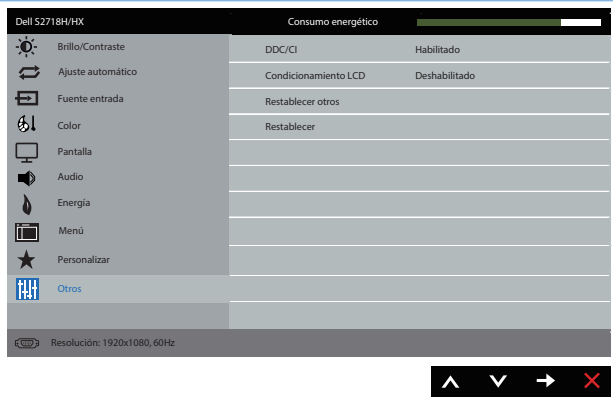 Dell S2718H/HX
Consumo energético
Brillo/Contraste
Ajuste automático
Fuente entrada
Color
Pantalla
Audio
Energía
Menú
Personalizar
Otros
DDC/CI Habilitado
Condicionamiento LCD Deshabilitado
Restablecer otros
Restablecer
Resolución: 1920x1080, 60Hz